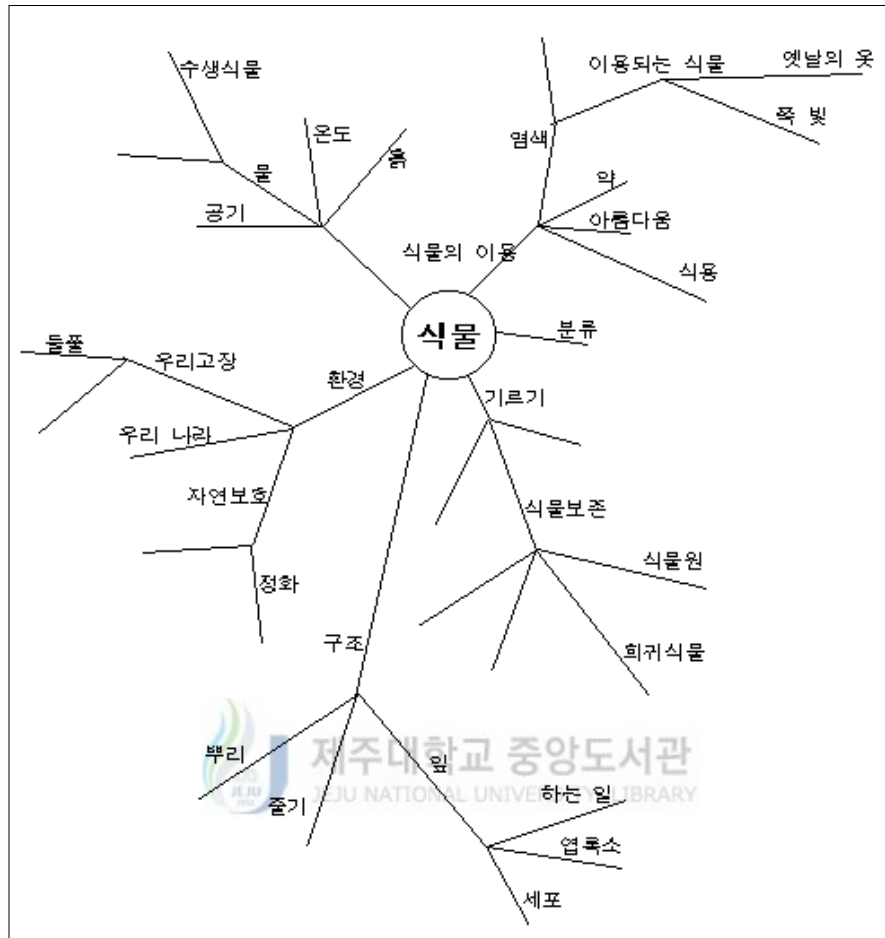 수생식물
온도
흙
물
공기
이용되는 식물
옛날의 옷
쪽 빛
염색
약
아름다움
식물의 이용
식용
식물
분류
들풀
우리고장
환경
기르기
우리 나라
자연보호
식물보존
정화
식물원
구조
희귀식물
뿌리
줄기
잎
하는 일
엽록소
세포
제주대학교 중앙도서관
JEJU NATIONAL UNIVERSITY LIBRARY
JEJU
1952